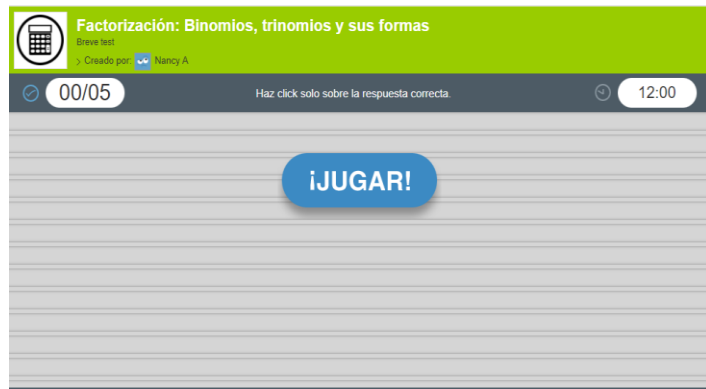 Factorización: Binomios, trinomios y sus formas
Breve test
> Creado por: Nancy A
00/05
Haz click solo sobre la respuesta correcta.
12:00
¡JUGAR!